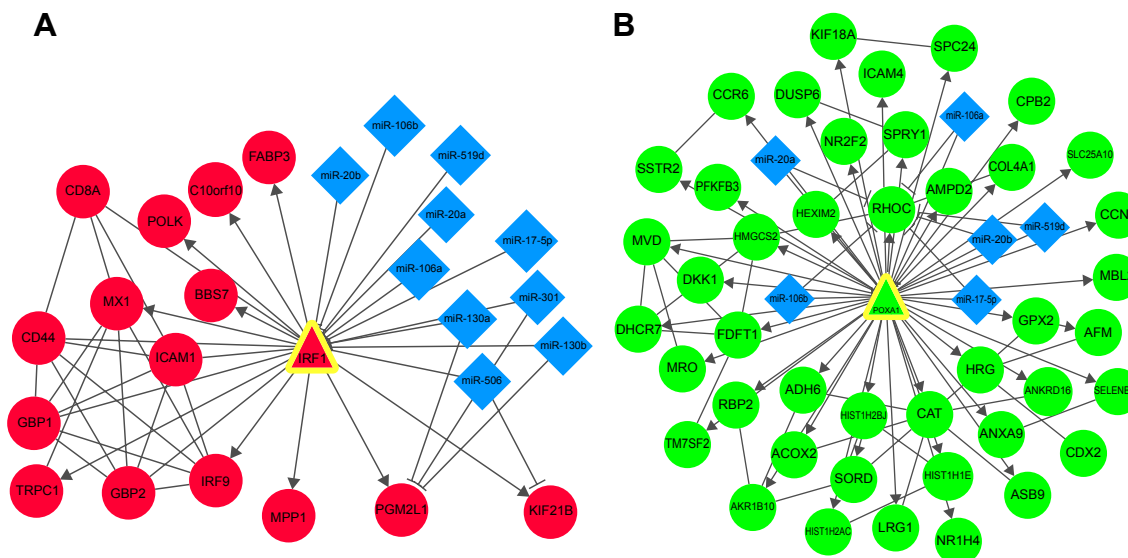 A
B
miR-106b
miR-519d
miR-20b
FABP3
C10orf10
CD8A
POLK
miR-20a
miR-17-5p
miR-106a
miR-301
BBS7
MX1
miR-130a
miR-130b
CD44
ICAM1
IRF1
miR-506
GBP1
TRPC1
GBP2
IRF9
MPP1
PGM2L1
KIF21B
KIF18A
SPC24
ICAM4
CCR6
DUSP6
CPB2
miR-106a
SPRY1
NR2F2
SLC25A10
miR-20a
SSTR2
COL4A1
PFKFB3
AMPD2
HEXIM2
RHOC
CCN
miR-519d
MVD
HMGCS2
miR-20b
DKK1
MBL
miR-106b
miR-17-5p
POXA1
GPX2
DHCR7
FDFT1
AFM
MRO
HRG
ANKRD16
SELENB
ADH6
RBP2
HIST1H2BJ
CAT
ANXA9
TM7SF2
ACOX2
CDX2
SORD
HIST1H1E
ASB9
AKR1B10
HIST1H2AC
LRG1
NR1H4